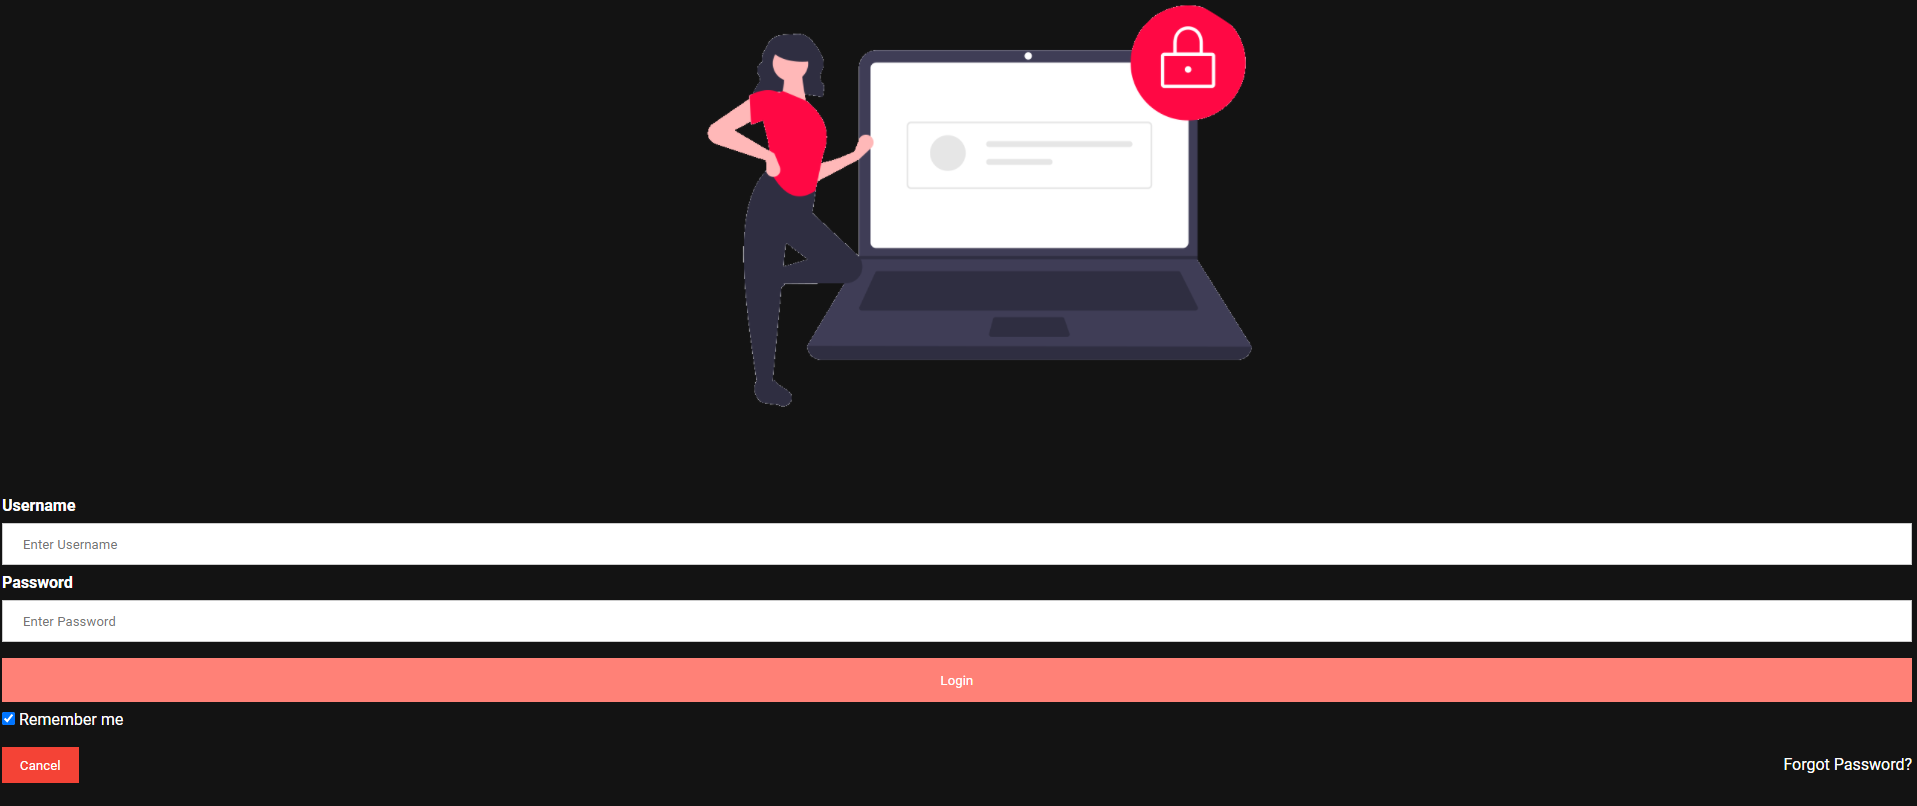 Username
Enter Username
Password
Enter Password
Login
Remember me
Cancel
Forgot Password?